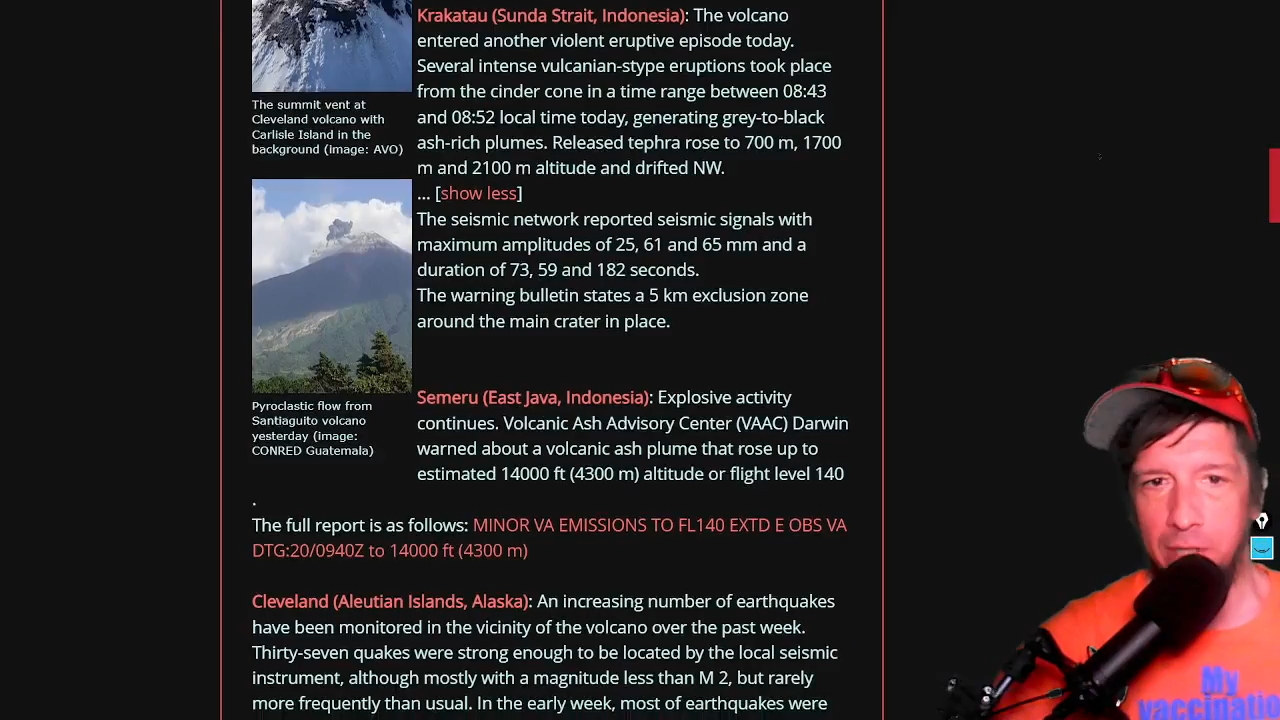 Krakatau (Sunda Strait, Indonesia): The volcano
entered another violent eruptive episode today.
Several intense vulcanian-stype eruptions took place
from the cinder cone in a time range between 08:43
and 08:52 local time today, generating grey-to-black
ash-rich plumes. Released tephra rose to 700 m, 1700
m and 2100 m altitude and drifted NW.
... [show less]
The seismic network reported seismic signals with
maximum amplitudes of 25, 61 and 65 mm and a
duration of 73, 59 and 182 seconds.
The warning bulletin states a 5 km exclusion zone
around the main crater in place.
The summit vent at
Cleveland volcano with
Carlisle Island in the
background (image: AVO)
Pyroclastic flow from
Santiaguito volcano
yesterday (image:
CONRED Guatemala)
Semeru (East Java, Indonesia): Explosive activity
continues. Volcanic Ash Advisory Center (VAAC) Darwin
warned about a volcanic ash plume that rose up to
estimated 14000 ft (4300 m) altitude or flight level 140
.
The full report is as follows: MINOR VA EMISSIONS TO FL140 EXTD E OBS VA
DTG:20/0940Z to 14000 ft (4300 m)
Cleveland (Aleutian Islands, Alaska): An increasing number of earthquakes
have been monitored in the vicinity of the volcano over the past week.
Thirty-seven quakes were strong enough to be located by the local seismic
instrument, although mostly with a magnitude less than M 2, but rarely
more frequently than usual. In the early week, most of earthquakes were
My
vaccinatio